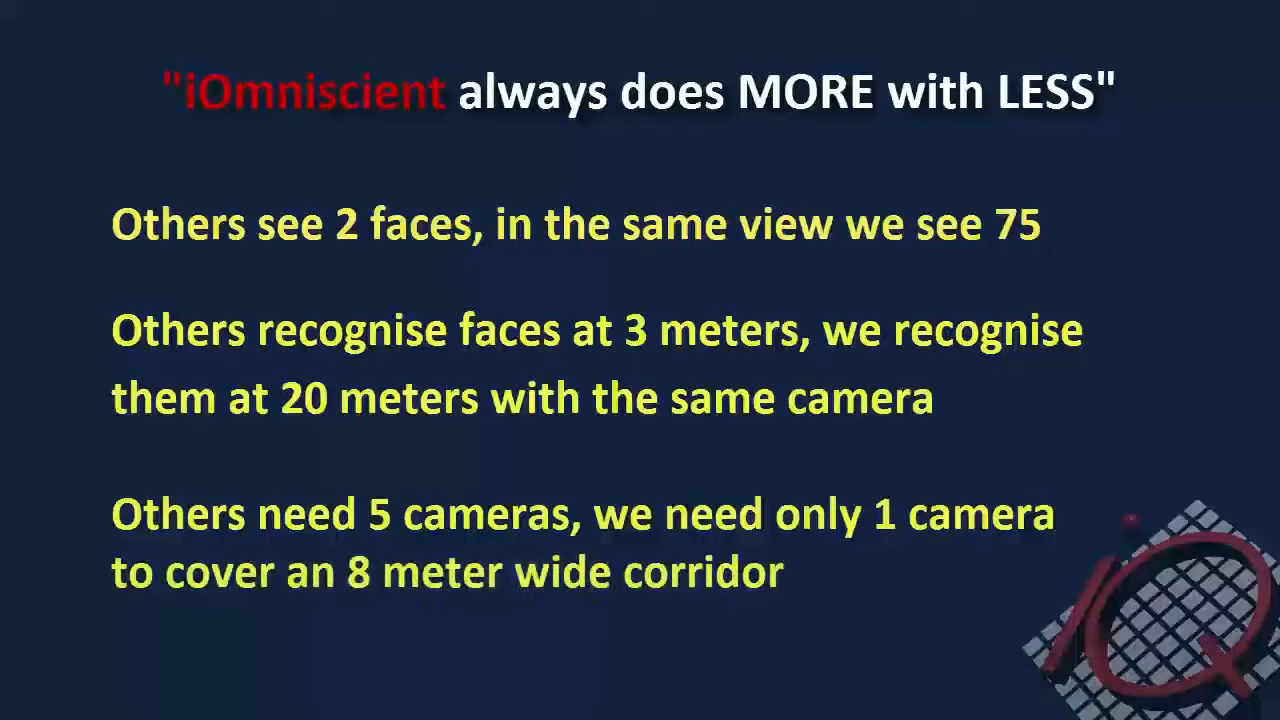 "iOmniscient always does MORE with LESS"
Others see 2 faces, in the same view we see 75
Others recognise faces at 3 meters, we recognise
them at 20 meters with the same camera
Others need 5 cameras, we need only 1 camera
to cover an 8 meter wide corridor
iQ